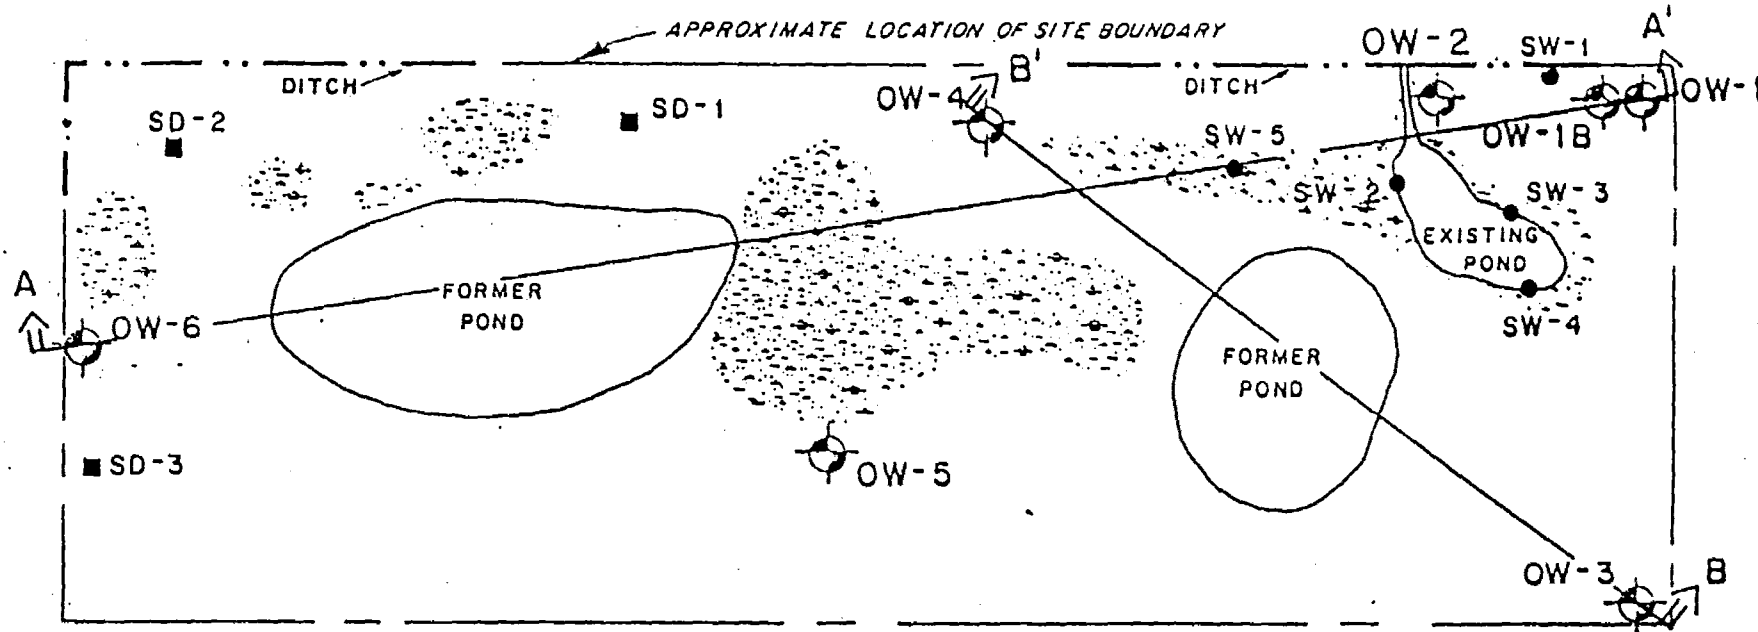 APPROXIMATE LOCATION OF SITE BOUNDARY
A'
OW-2
SW-1
B'
DITCH
DITCH
OW-4
OW-1
SD-2
SD-1
SW-5
OW-1B
SW-2
SW-3
EXISTING
POND
A
OW-6
FORMER
POND
SW-4
FORMER
POND
SD-3
OW-5
OW-3
B